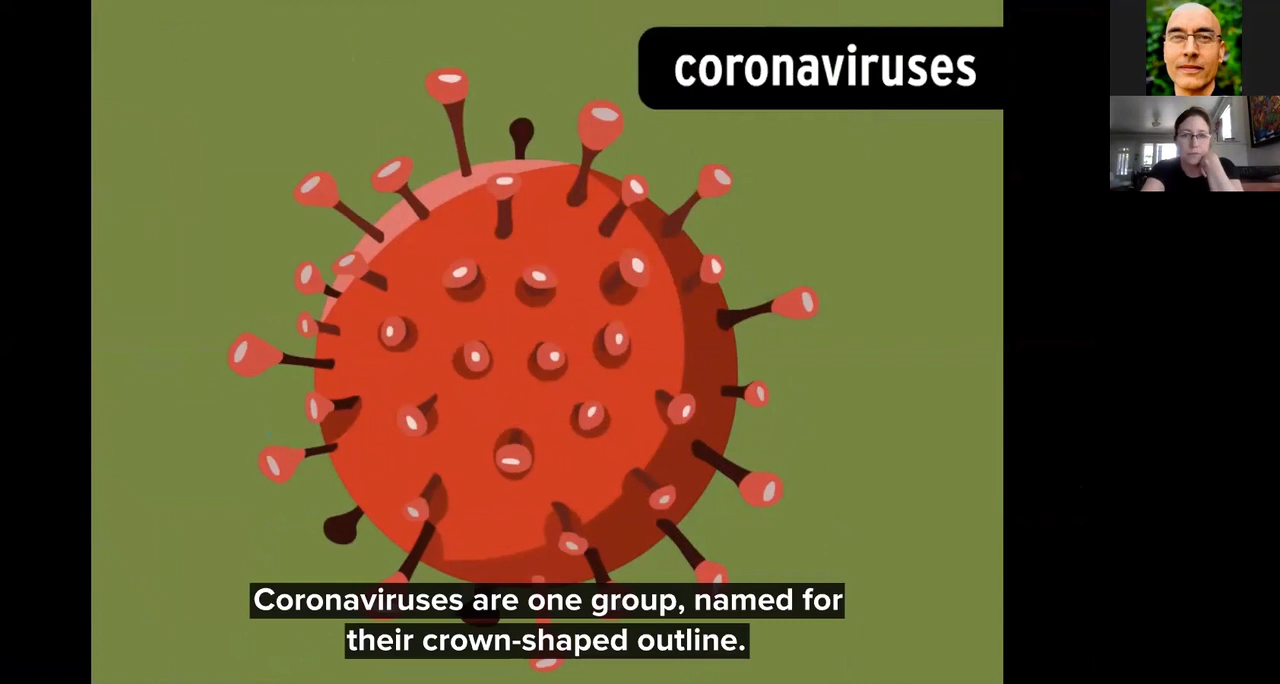 coronaviruses
Coronaviruses are one group, named for
their crown-shaped outline.